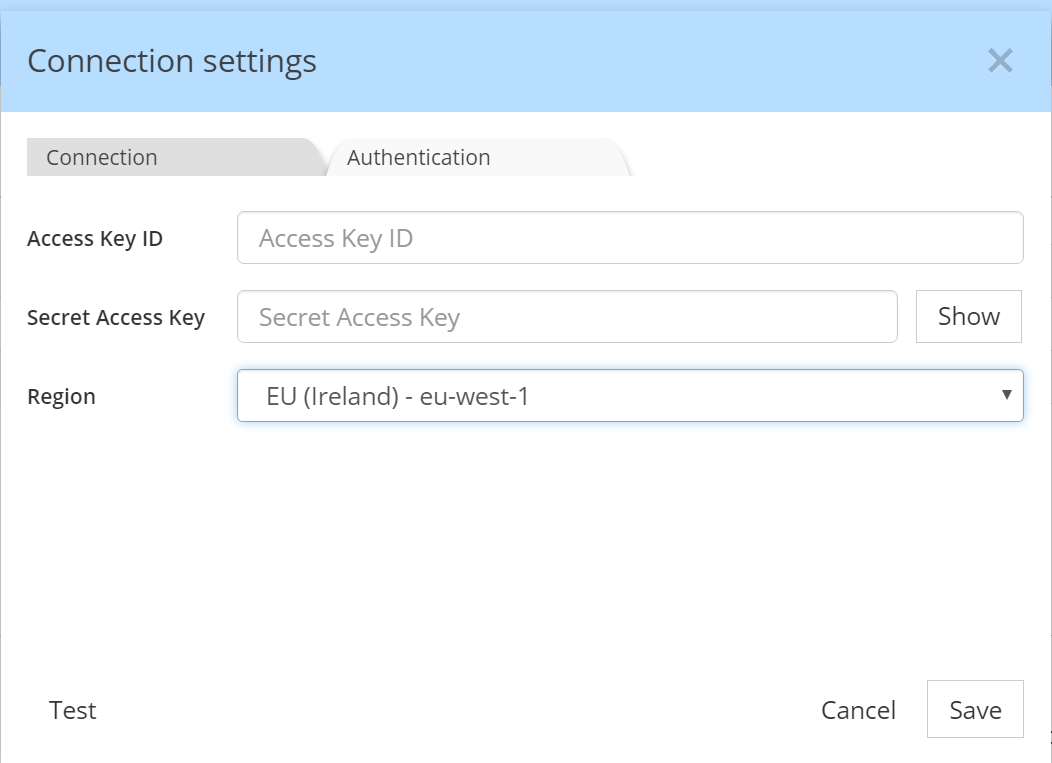 Connection settings
Connection Authentication
Access Key ID Access Key ID
Secret Access Key Secret Access Key Show
Region EU (Ireland) - eu-west-1
Test Cancel Save